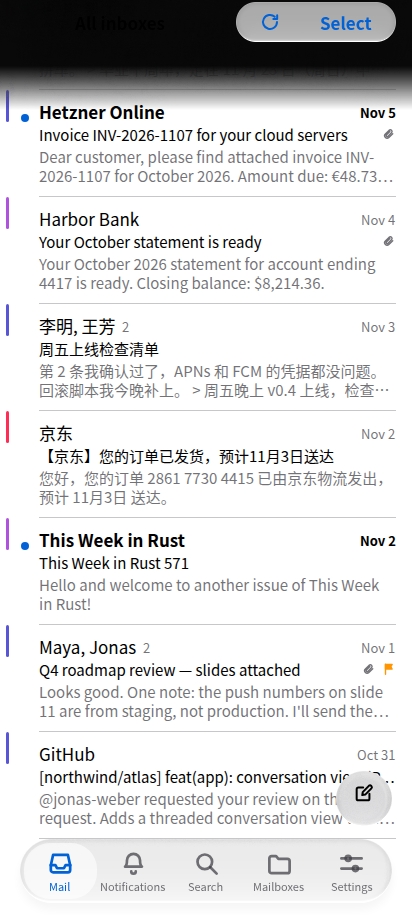 All inboxes
Select
Hetzner Online
Nov 5
Invoice INV-2026-1107 for your cloud servers
Dear customer, please find attached invoice INV-
2026-1107 for October 2026. Amount due: €48.73…
Harbor Bank
Nov 4
Your October statement is ready
Your October 2026 statement for account ending
4417 is ready. Closing balance: $8,214.36.
李明, 王芳 2
Nov 3
周五上线检查清单
第 2 条我确认过了，APNs 和 FCM 的凭据都没问题。
回滚脚本我今晚补上。 > 周五晚上 v0.4 上线，检查…
京东
Nov 2
【京东】您的订单已发货，预计11月3日送达
您好，您的订单 2861 7730 4415 已由京东物流发出，
预计 11月3日 送达。
This Week in Rust
Nov 2
This Week in Rust 571
Hello and welcome to another issue of This Week
in Rust!
Maya, Jonas 2
Nov 1
Q4 roadmap review — slides attached
Looks good. One note: the push numbers on slide
11 are from staging, not production. I'll send the…
GitHub
Oct 31
[northwind/atlas] feat(app): conversation
@jonas-weber requested your review on
request. Adds a threaded conversation view
Mail
Notifications
Search
Mailboxes
Settings